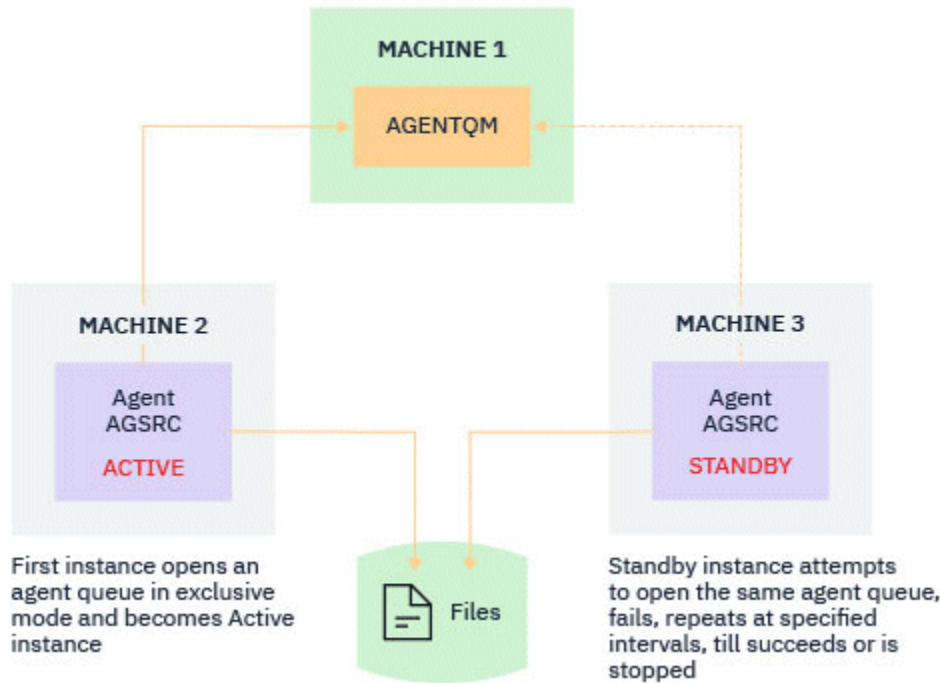 MACHINE 1
AGENTQM
MACHINE 2
Agent
AGSRC
ACTIVE
MACHINE 3
Agent
AGSRC
STANDBY
First instance opens an
agent queue in exclusive
mode and becomes Active
instance
Files
Standby instance attempts
to open the same agent queue,
fails, repeats at specified
intervals, till succeeds or is
stopped